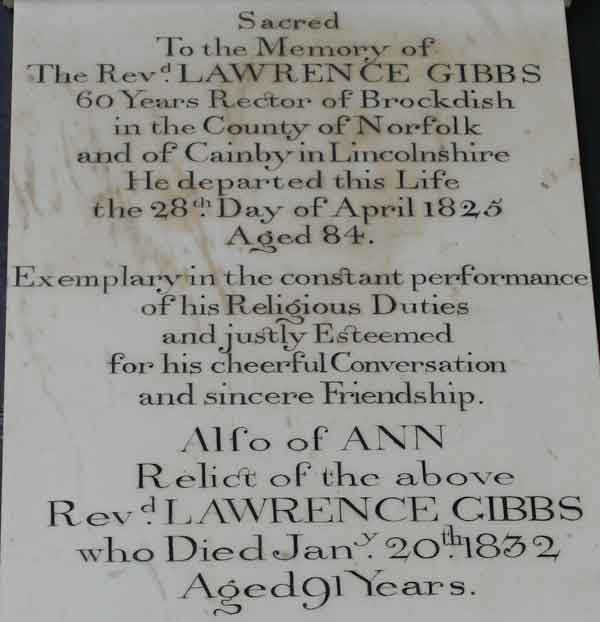 Sacred
To the Memory of
The Revd. LAWRENCE GIBBS
60 Years Rector of Brockdish
in the County of Norfolk
and of Cainby in Lincolnshire
He departed this Life
the 28th. Day of April 1825
Aged 84.
Exemplary in the constant performance
of his Religious Duties
and justly Esteemed
for his cheerful Conversation
and sincere Friendship.
Alſo of ANN
Relict of the above
Revd. LAWRENCE GIBBS
who Died Jany. 20th. 1832
Aged 91 Years.